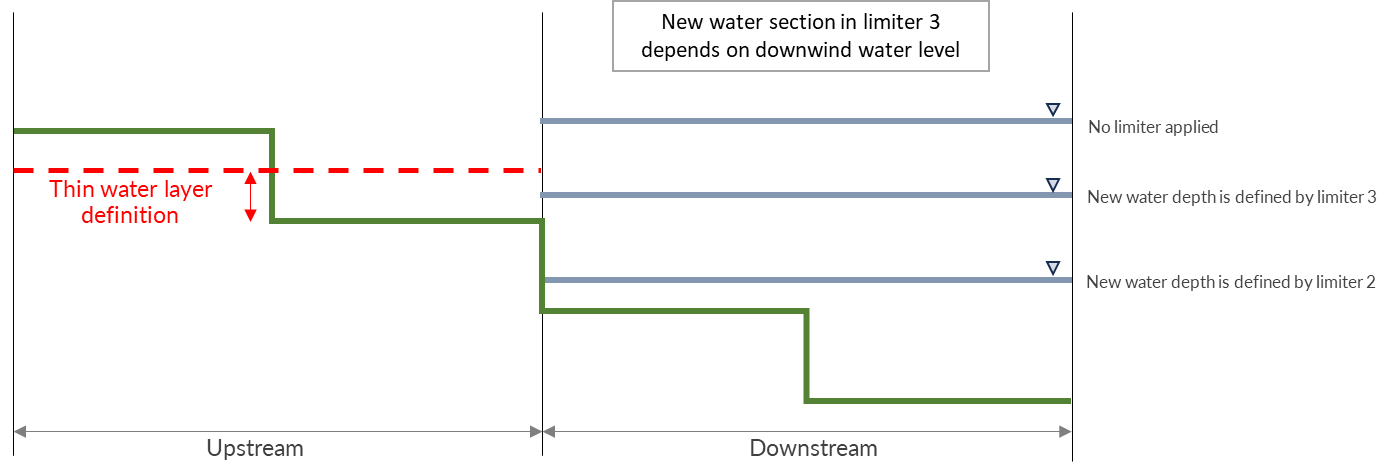 New water section in limiter 3
depends on downwind water level
No limiter applied
Thin water layer
definition
New water depth is defined by limiter 3
New water depth is defined by limiter 2
Upstream
Downstream